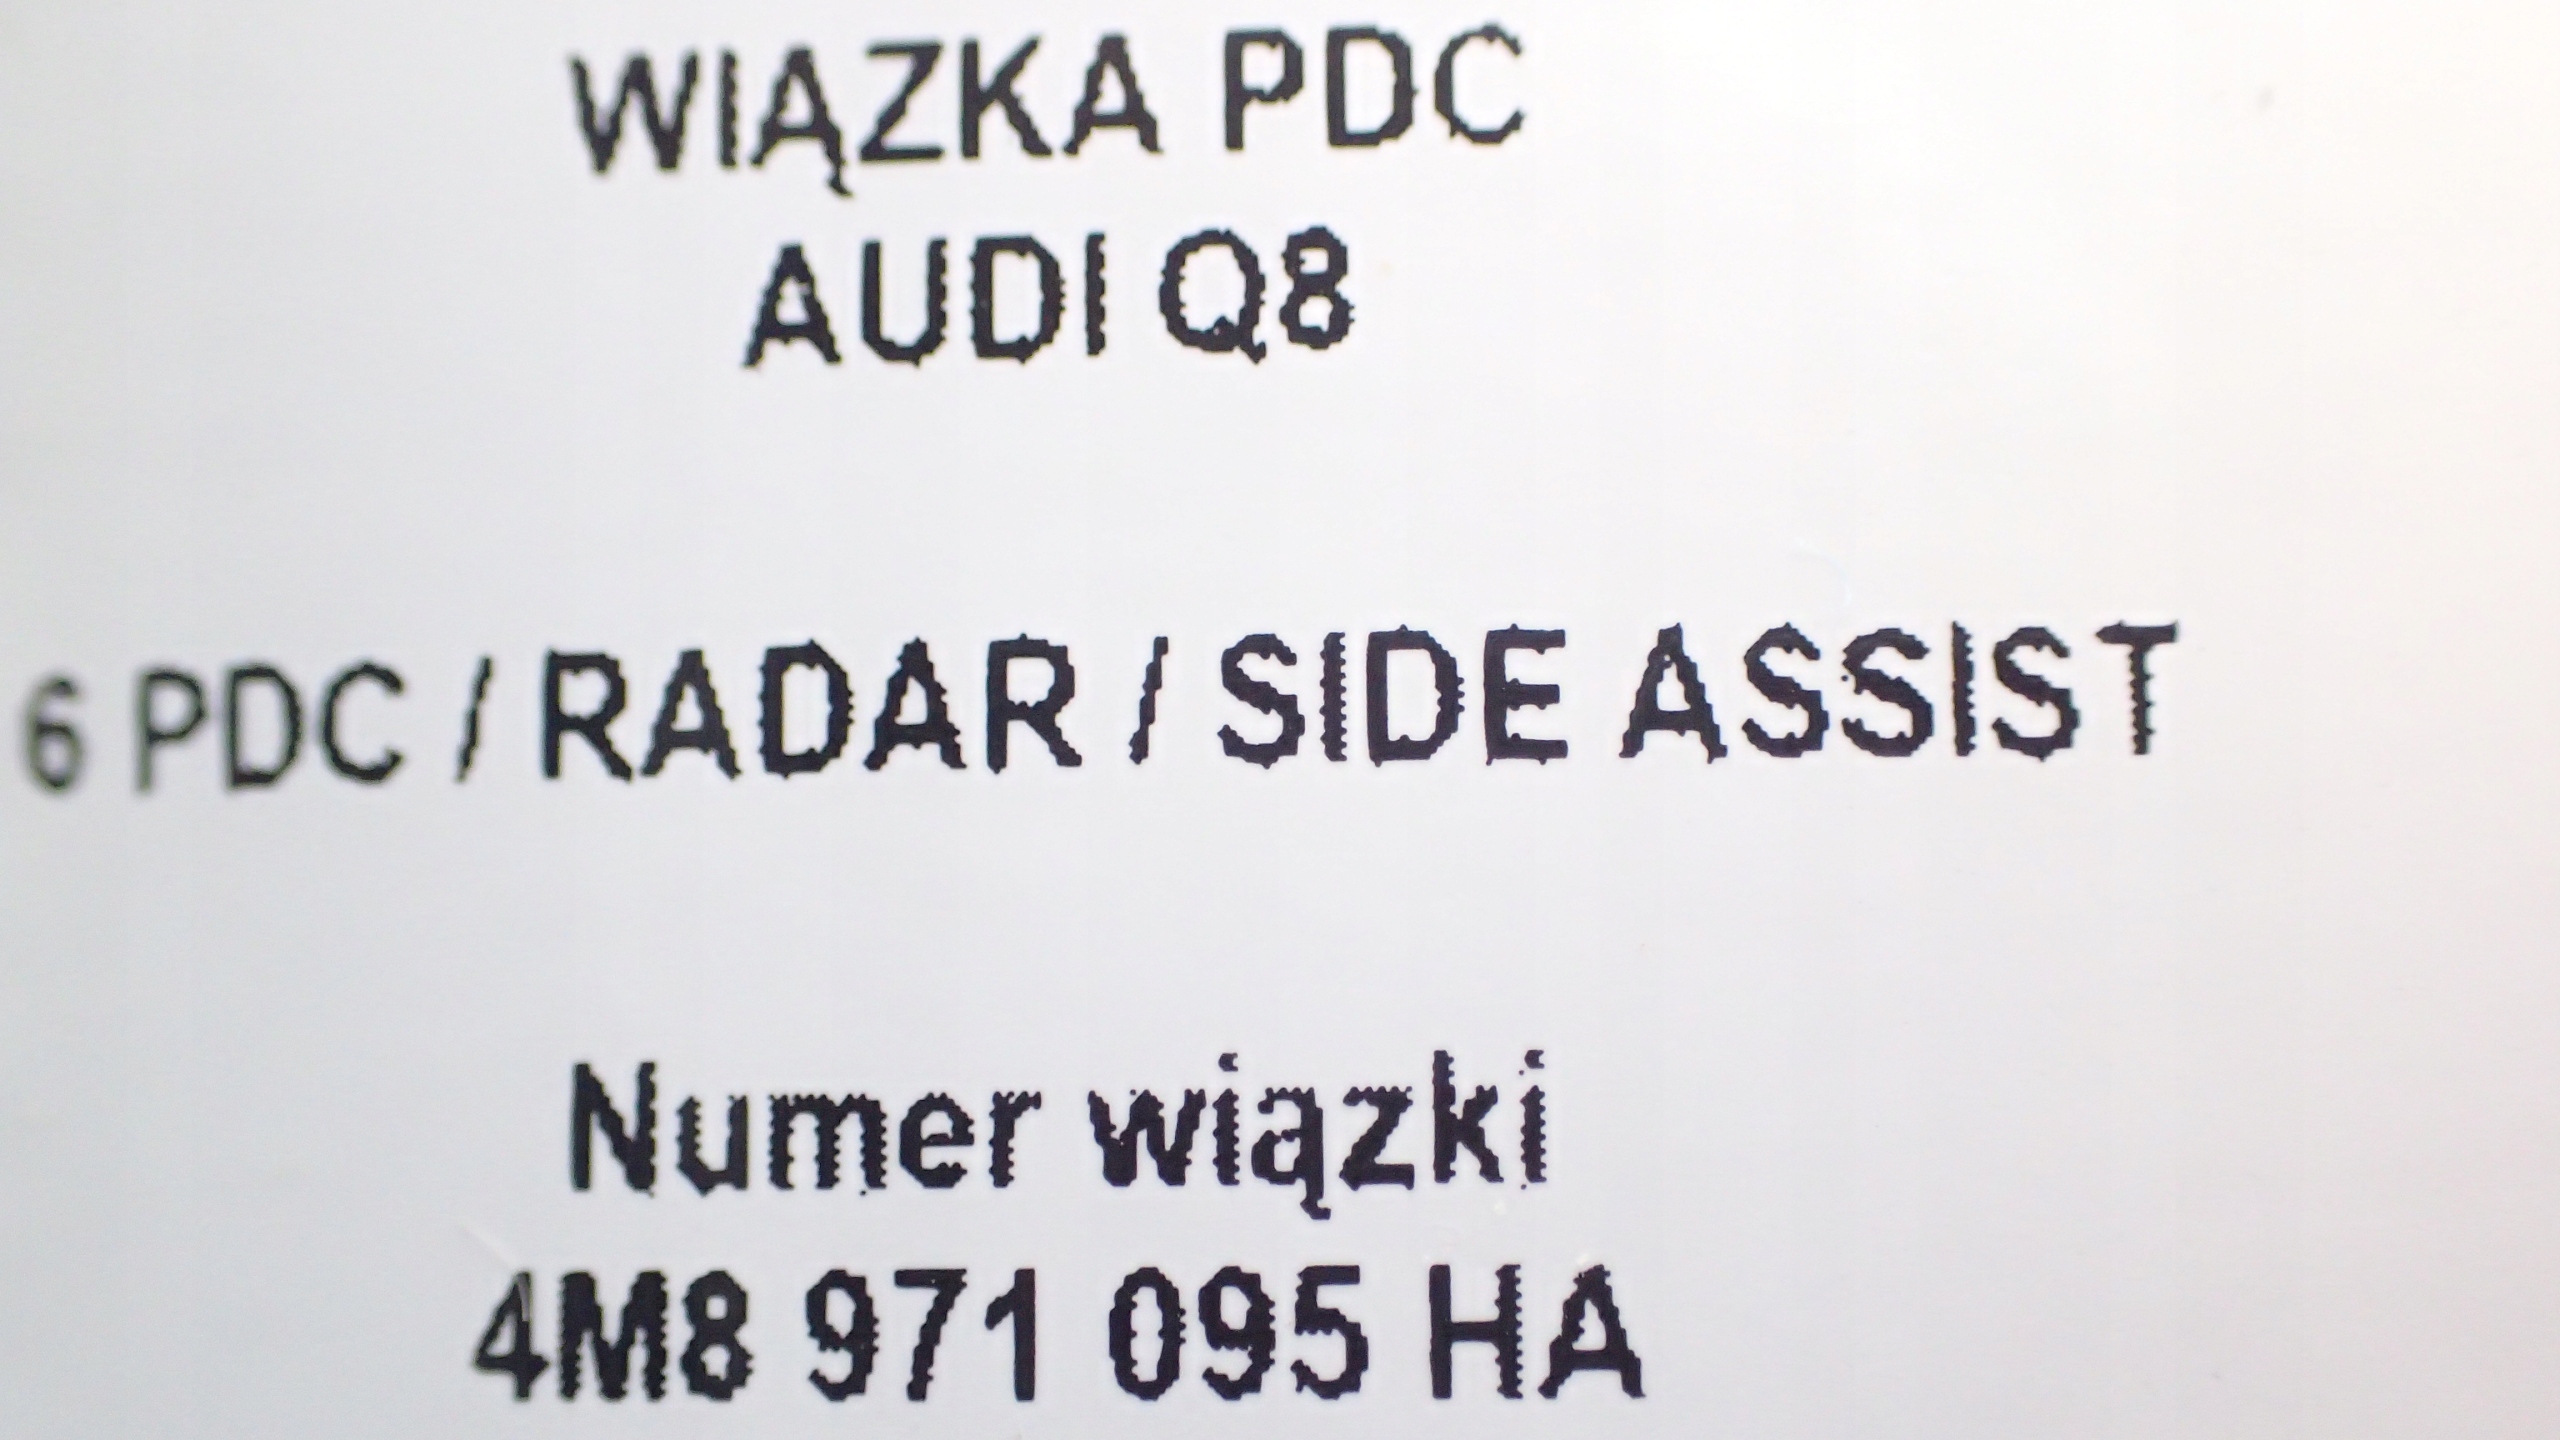 WIĄZKA PDC
AUDI Q8
6 PDC / RADAR / SIDE ASSIST
Numer wiązki
4M8 971 095 HA